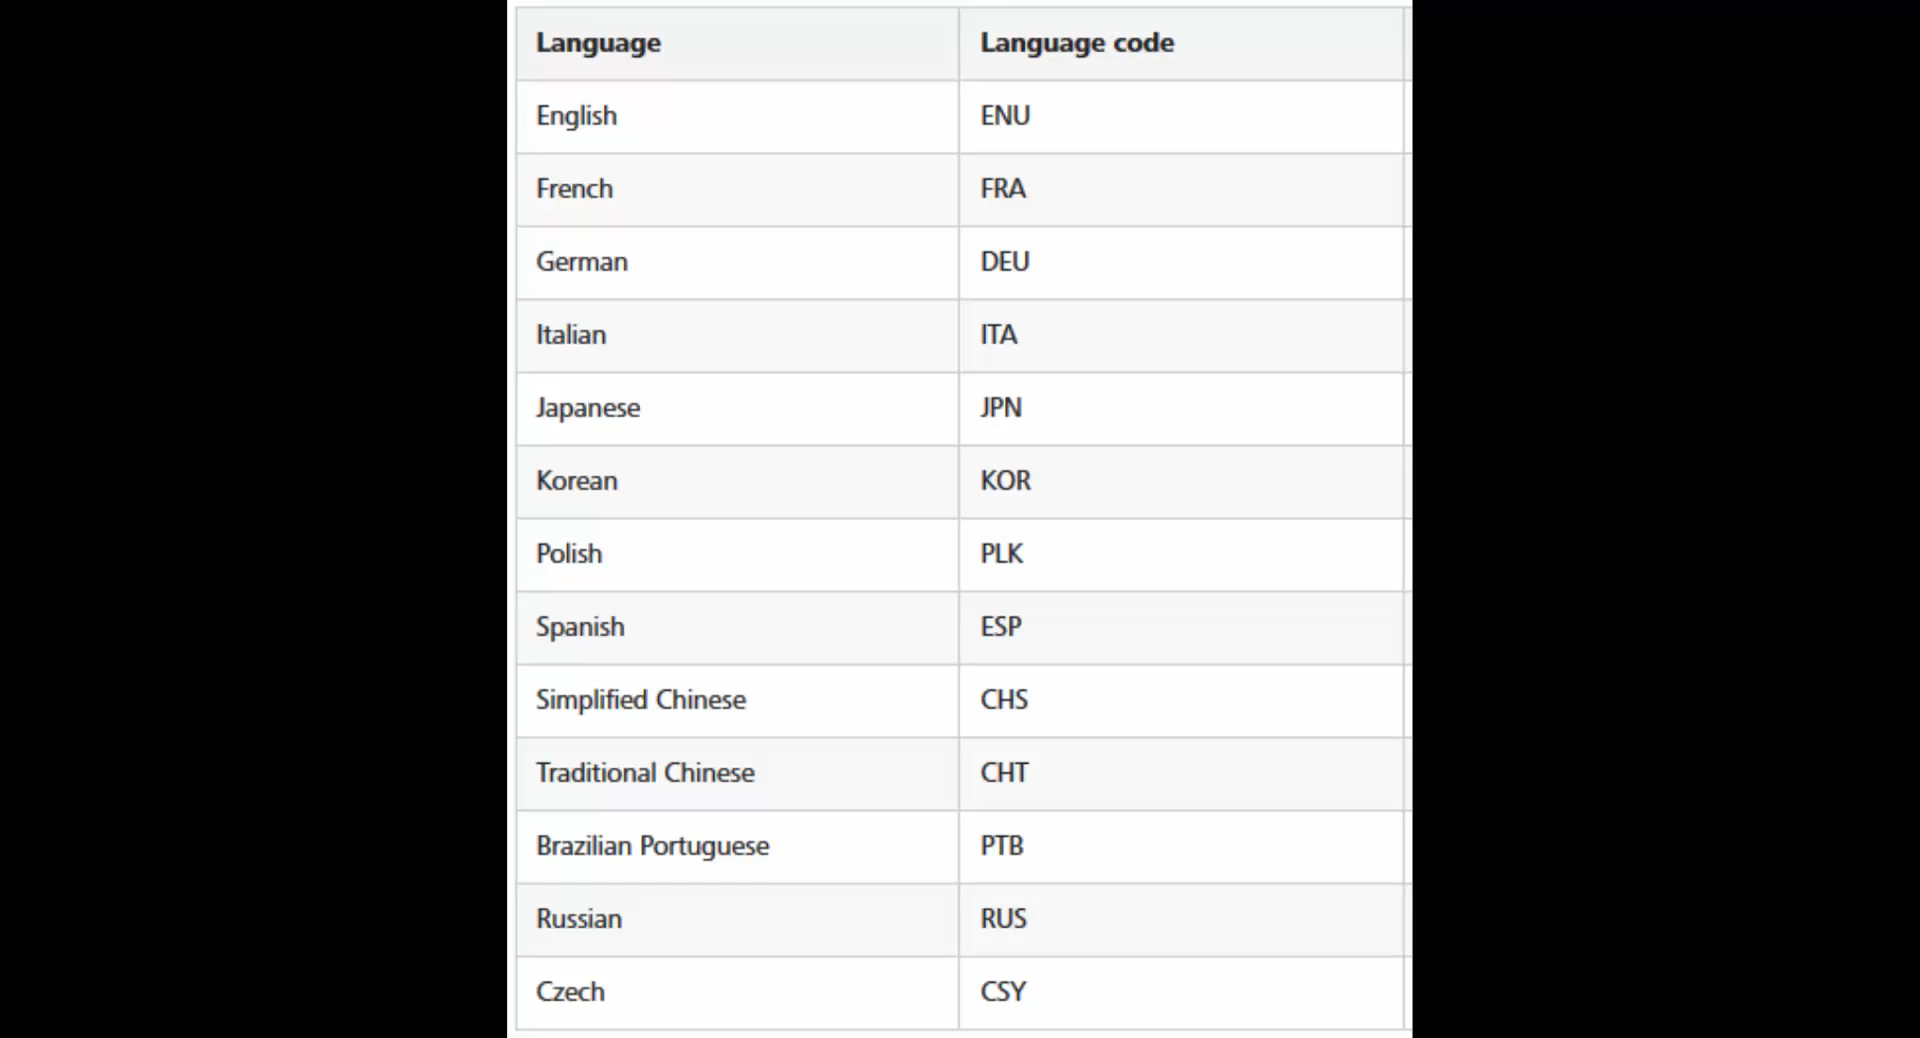 Language Language code
English ENU
French FRA
German DEU
Italian ITA
Japanese JPN
Korean KOR
Polish PLK
Spanish ESP
Simplified Chinese CHS
Traditional Chinese CHT
Brazilian Portuguese PTB
Russian RUS
Czech CSY